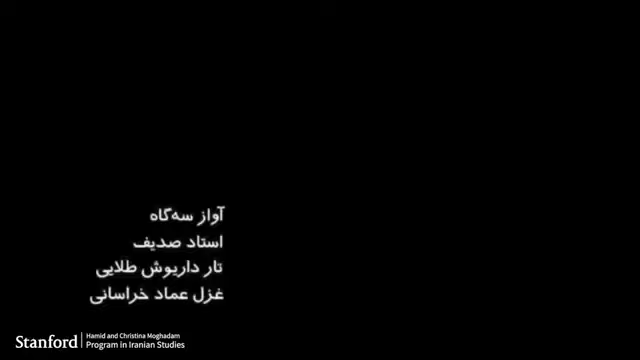 آواز سه‌گاه
استاد صدیف
تار داریوش طلایی
غزل عماد خراسانی
Stanford
Hamid and Christina Moghadam
Program in Iranian Studies